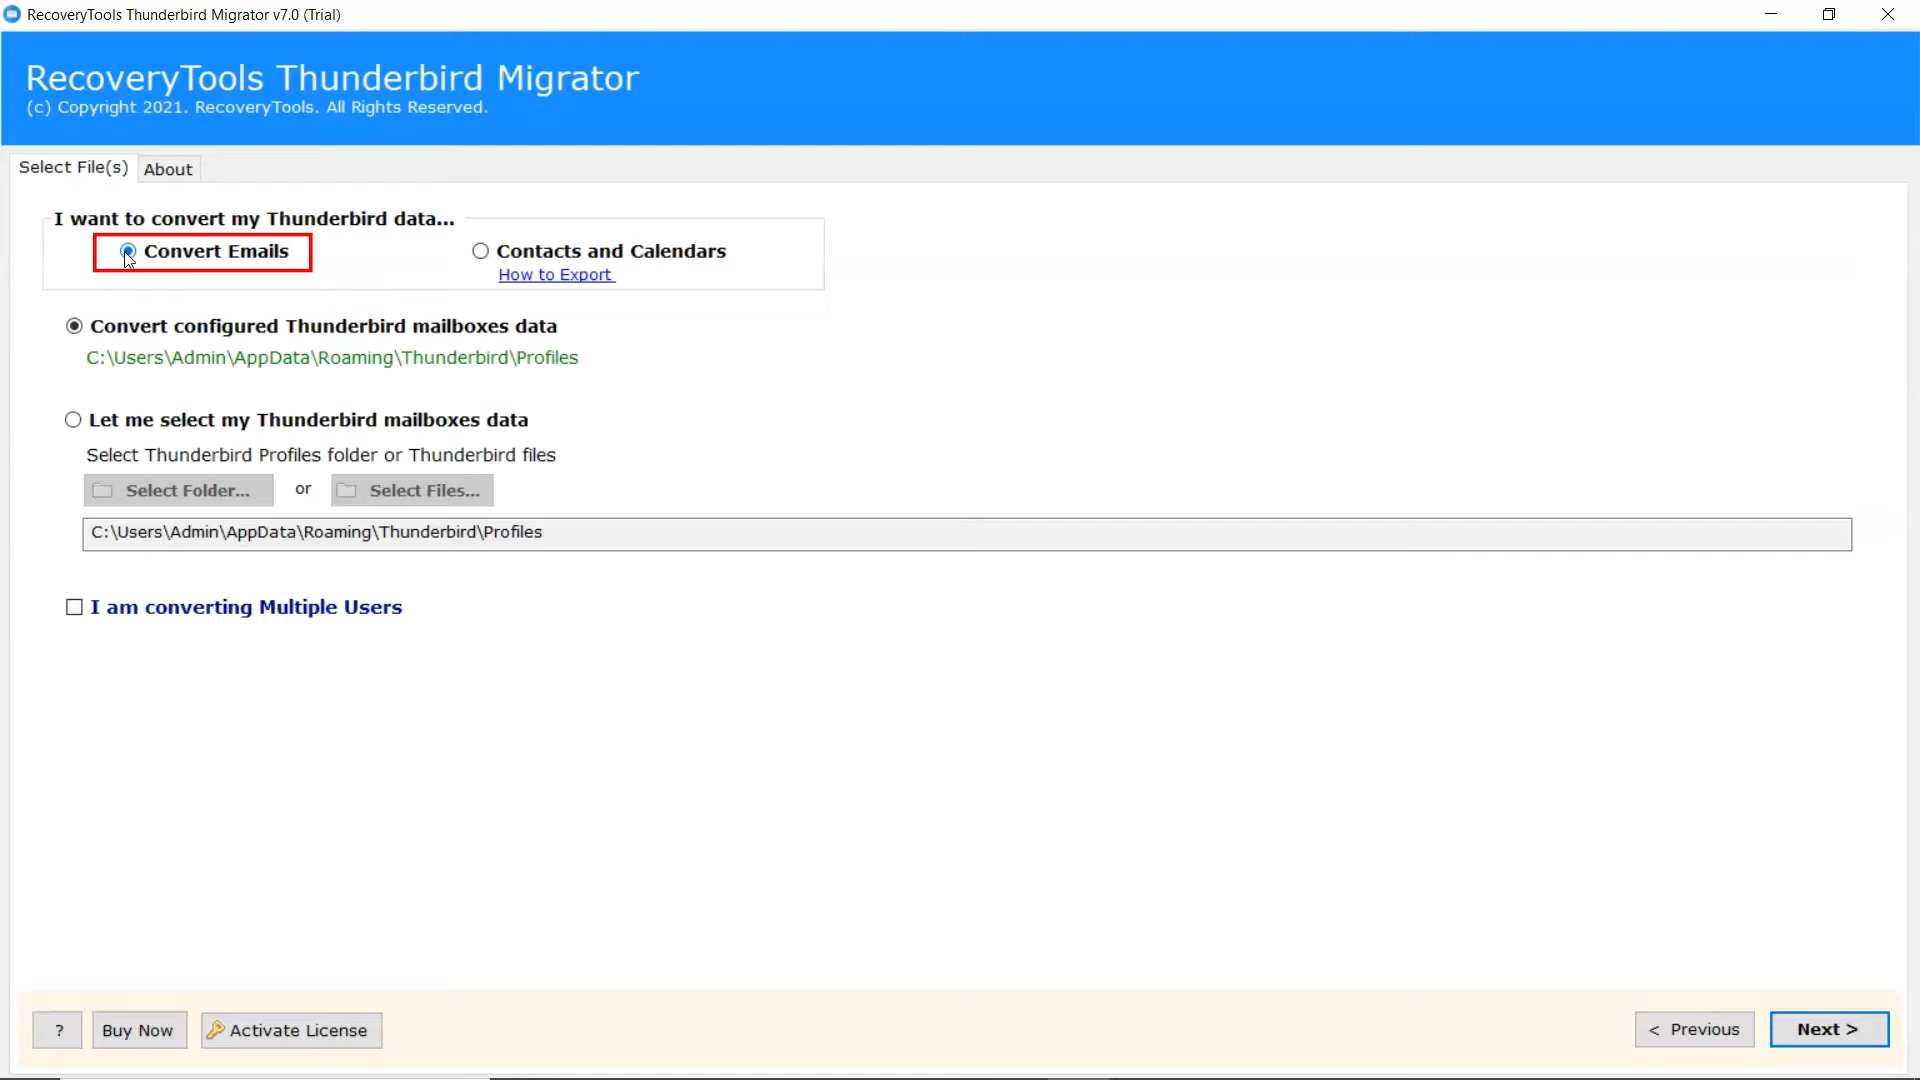 RecoveryTools Thunderbird Migrator v7.0 (Trial)
RecoveryTools Thunderbird Migrator
(c) Copyright 2021. RecoveryTools. All Rights Reserved.
Select File(s) About
I want to convert my Thunderbird data...
Convert Emails Contacts and Calendars
How to Export
Convert configured Thunderbird mailboxes data
C:\Users\Admin\AppData\Roaming\Thunderbird\Profiles
Let me select my Thunderbird mailboxes data
Select Thunderbird Profiles folder or Thunderbird files
Select Folder... or Select Files...
C:\Users\Admin\AppData\Roaming\Thunderbird\Profiles
I am converting Multiple Users
? Buy Now Activate License < Previous Next >